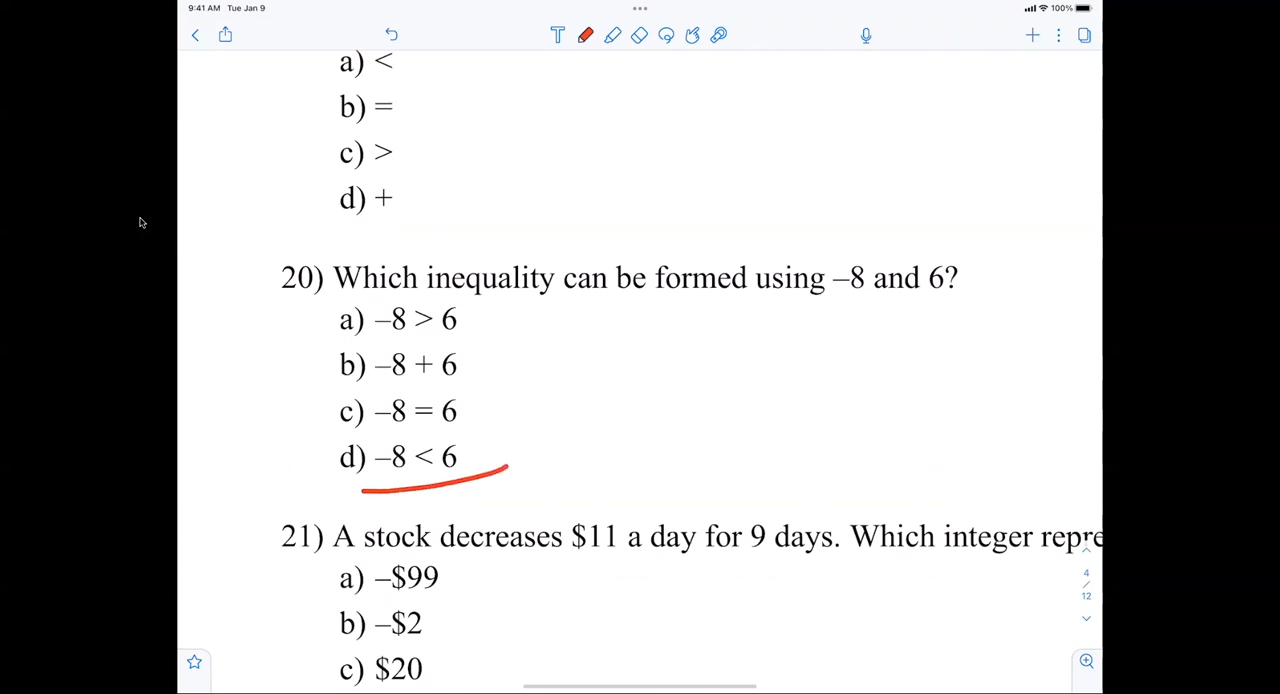 9:41 AM Tue Jan 9
100%
a) <
b) =
c) >
d) +
20) Which inequality can be formed using –8 and 6?
a) –8 > 6
b) –8 + 6
c) –8 = 6
d) –8 < 6
21) A stock decreases $11 a day for 9 days. Which integer repre
a) –$99
4
/
12
b) –$2
c) $20